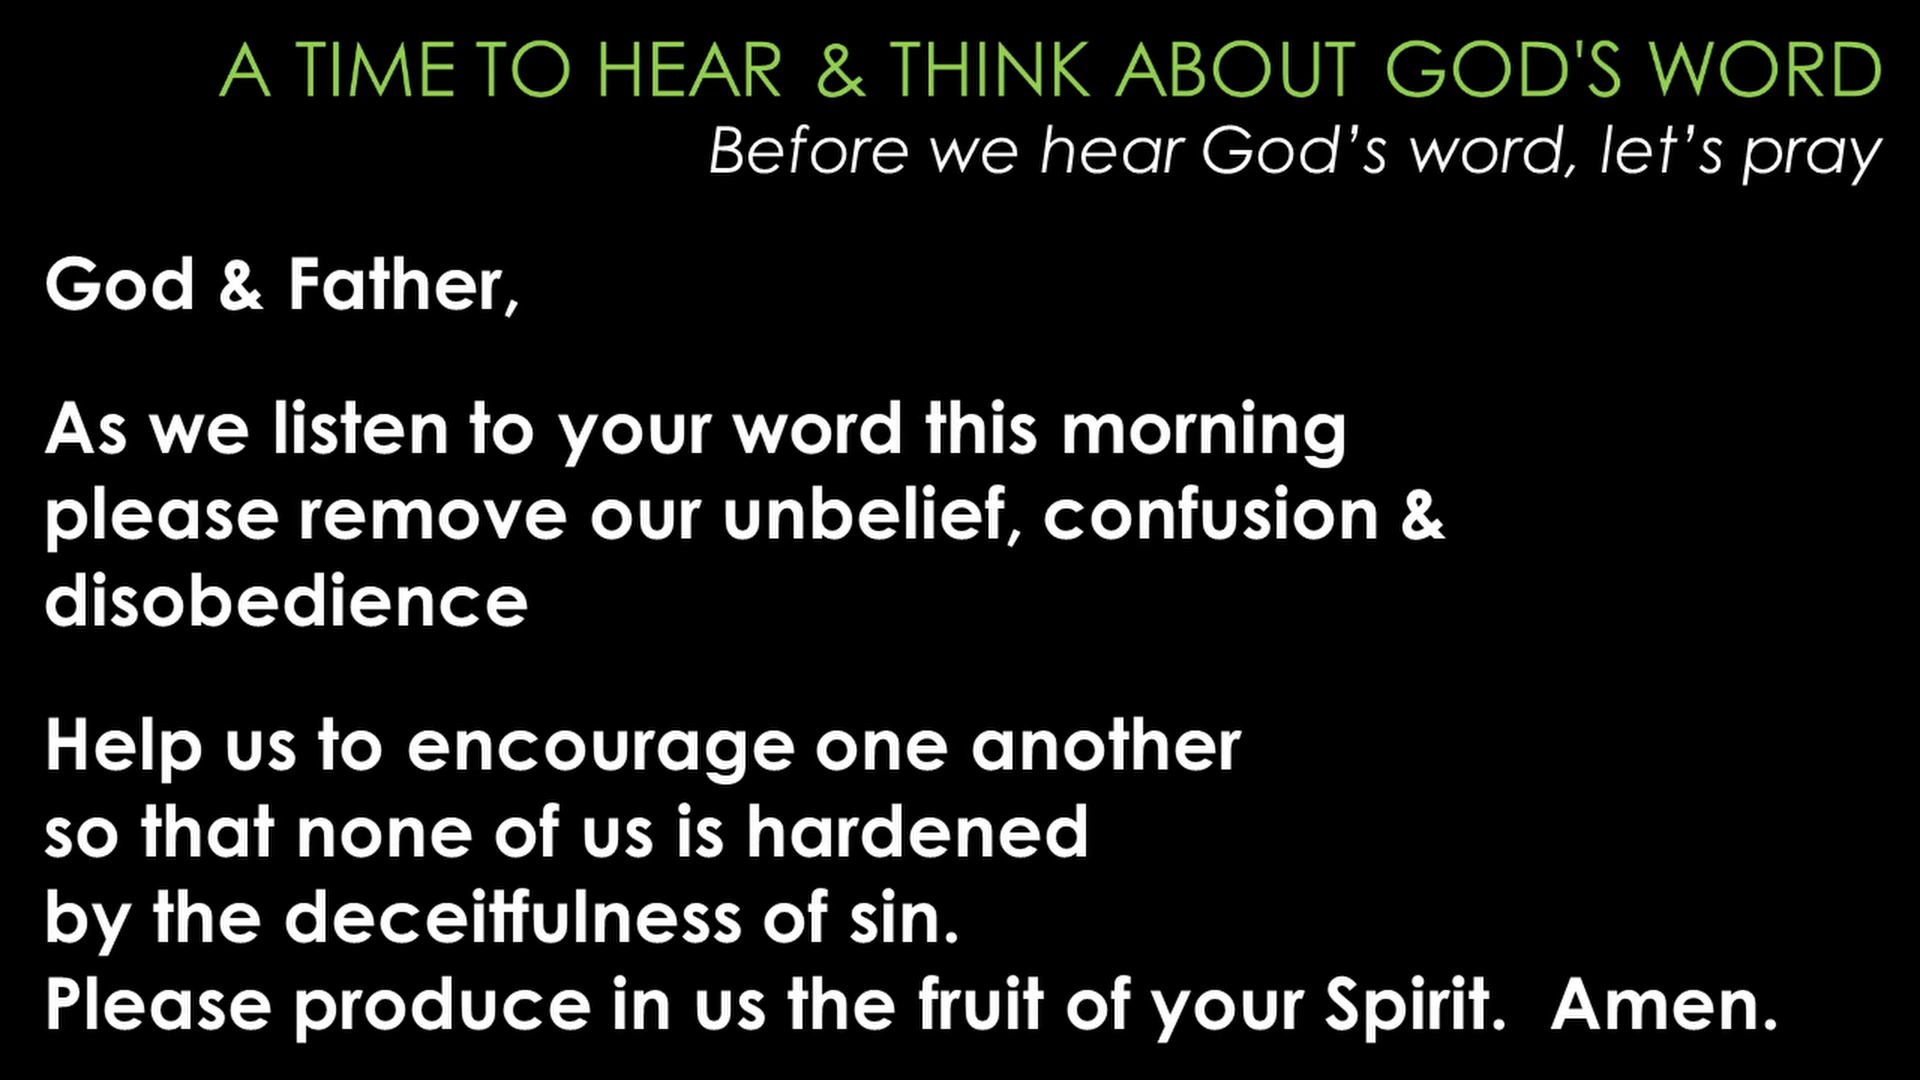 A TIME TO HEAR & THINK ABOUT GOD'S WORD
Before we hear God’s word, let’s pray
God & Father,
As we listen to your word this morning
please remove our unbelief, confusion &
disobedience
Help us to encourage one another
so that none of us is hardened
by the deceitfulness of sin.
Please produce in us the fruit of your Spirit.  Amen.